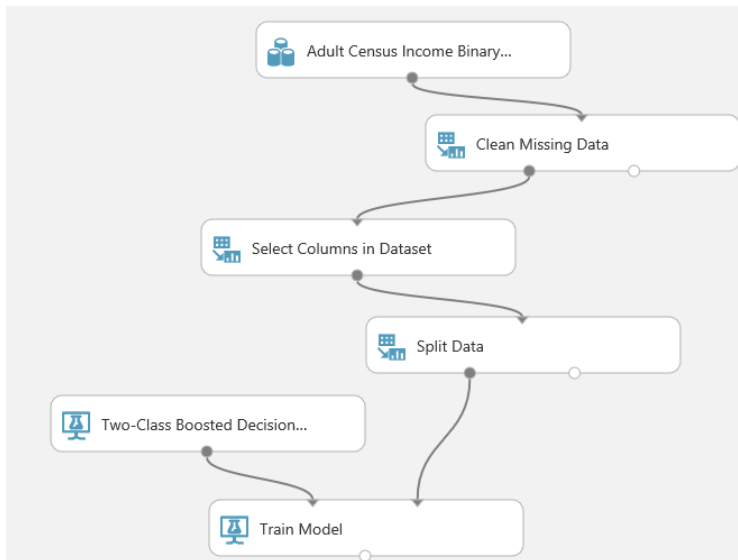 Adult Census Income Binary...
Clean Missing Data
Select Columns in Dataset
Split Data
Two-Class Boosted Decision...
Train Model